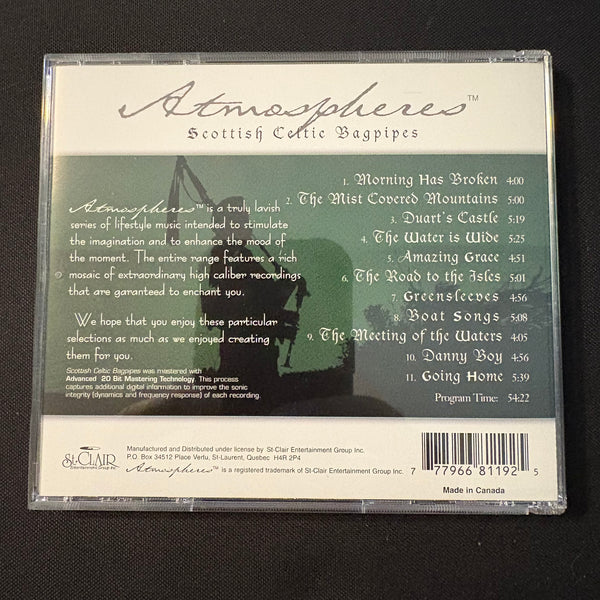 Atmospheres™
Scottish Celtic Bagpipes
1. Morning Has Broken 4:00
2. The Mist Covered Mountains 5:00
3. Duart's Castle 5:19
4. The Water is Wide 5:25
5. Amazing Grace 4:51
6. The Road to the Isles 5:01
7. Greensleeves 4:56
8. Boat Songs 5:08
9. The Meeting of the Waters 4:05
10. Danny Boy 4:56
11. Going Home 5:39
Program Time: 54:22
Atmospheres™ is a truly lavish
series of lifestyle music intended to stimulate
the imagination and to enhance the mood of
the moment. The entire range features a rich
mosaic of extraordinary high caliber recordings
that are garanteed to enchant you.
We hope that you enjoy these particular
selections as much as we enjoyed creating
them for you.
Scottish Celtic Bagpipes was mastered with
Advanced 20 Bit Mastering Technology. This process
captures additional digital information to improve the sonic
integrity (dynamics and frequency response) of each recording.
St-Clair
Entertainment Group Inc.
Manufactured and Distributed under license by St-Clair Entertainment Group Inc.
P.O. Box 34512 Place Vertu, St-Laurent, Quebec H4R 2P4
Atmospheres™ is a registered trademark of St-Clair Entertainment Group Inc.
7 77966 81192 5
Made in Canada